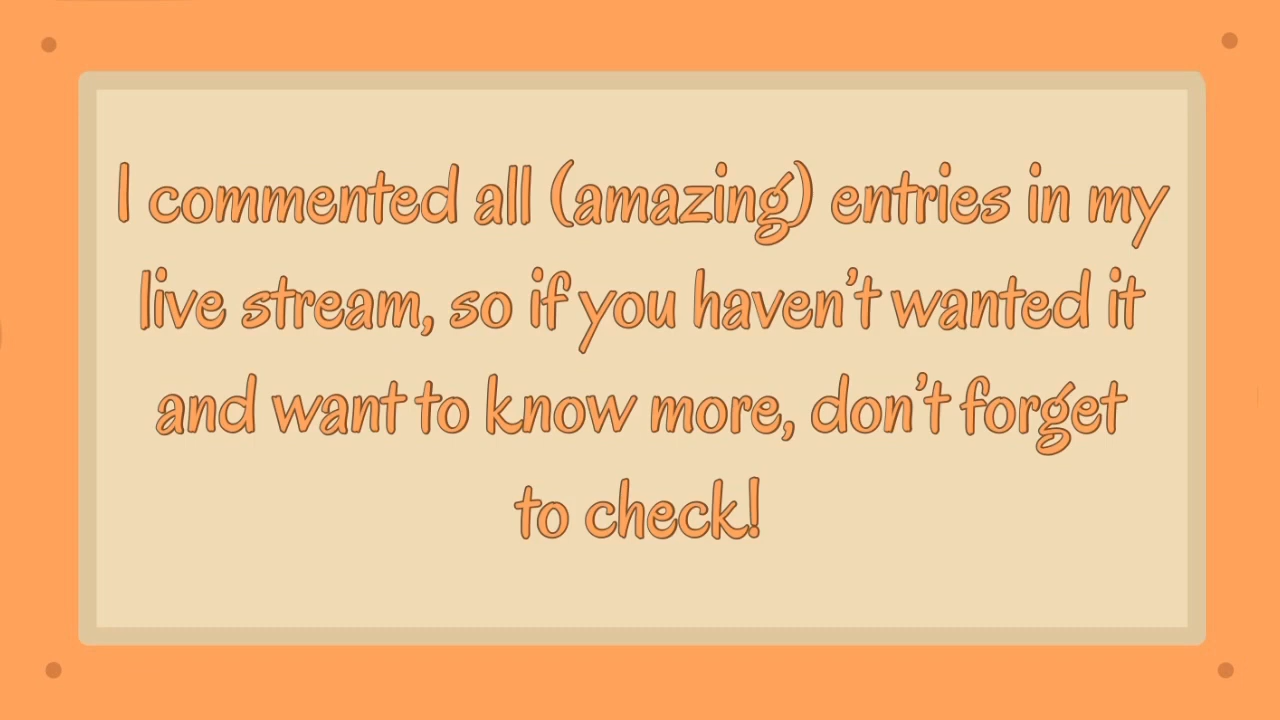 I commented all (amazing) entries in my
live stream, so if you haven't wanted it
and want to know more, don't forget
to check!